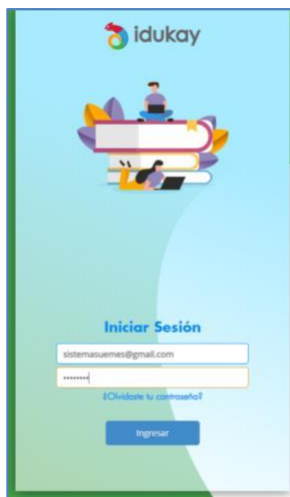 idukay
Iniciar Sesión
sistemasuemes@gmail.com
********
¿Olvidaste tu contraseña?
Ingresar